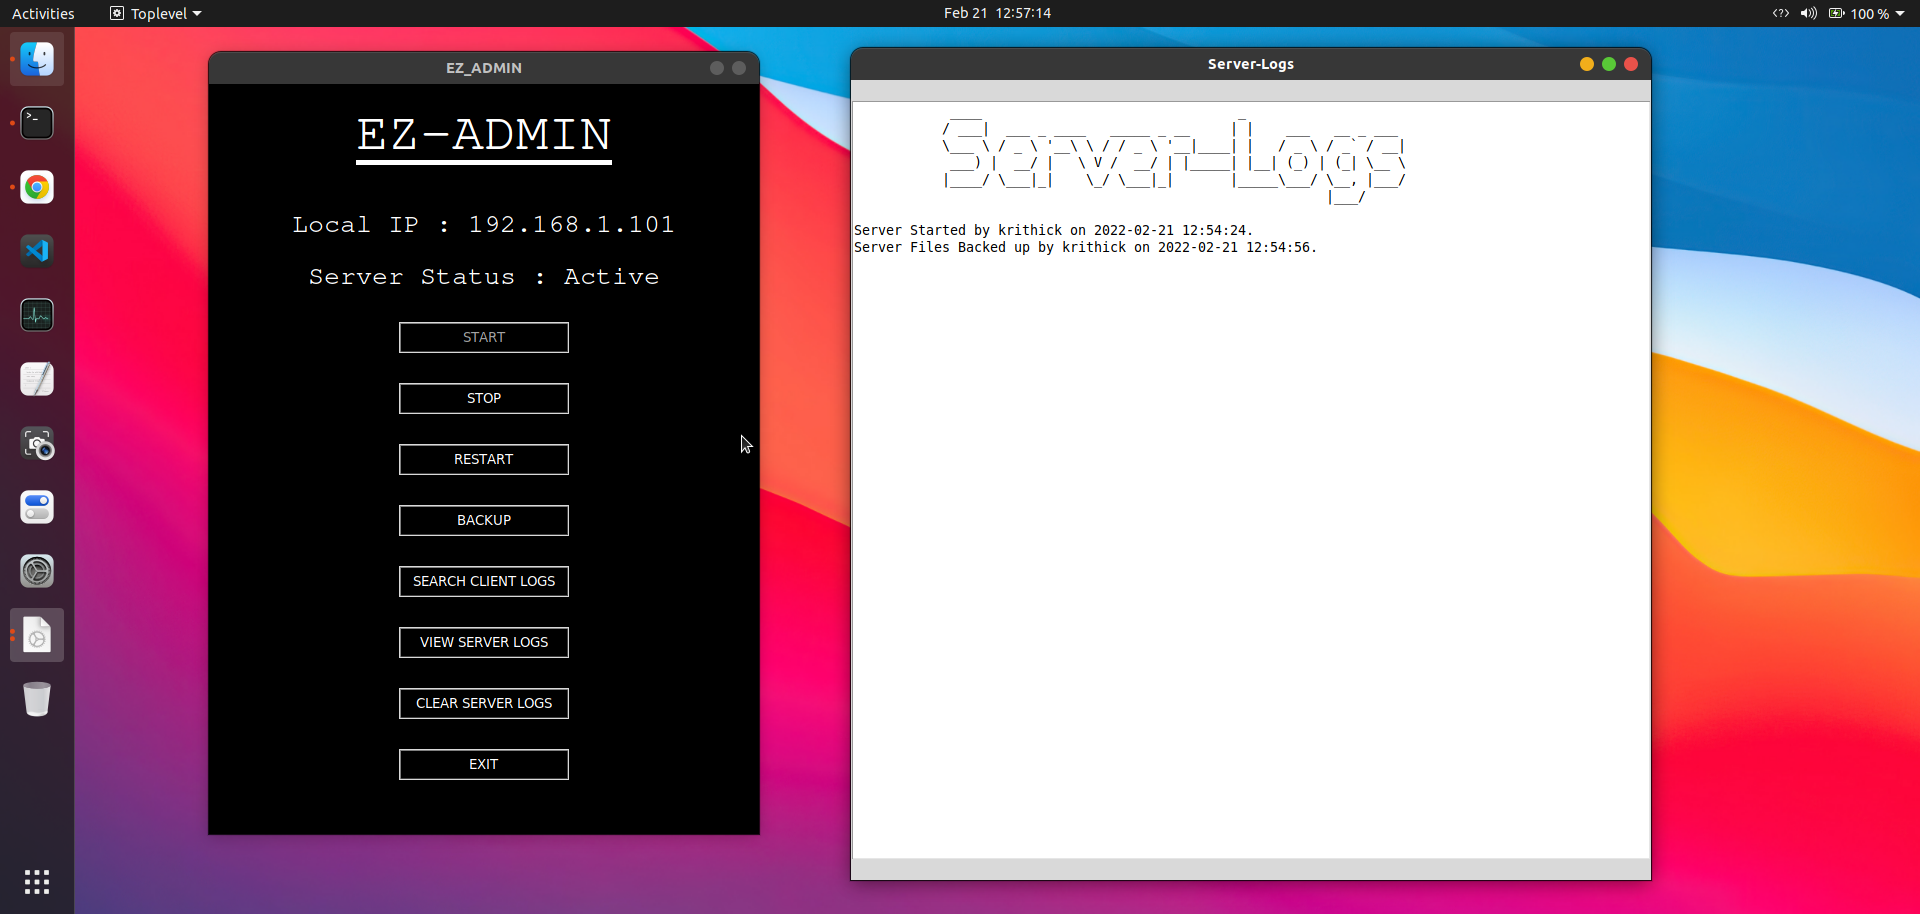 Activities
Toplevel
Feb 21 12:57:14
100 %
EZ_ADMIN
EZ-ADMIN
Local IP : 192.168.1.101
Server Status : Active
START
STOP
RESTART
BACKUP
SEARCH CLIENT LOGS
VIEW SERVER LOGS
CLEAR SERVER LOGS
EXIT
Server-Logs
Server-Logs
Server Started by krithick on 2022-02-21 12:54:24.
Server Files Backed up by krithick on 2022-02-21 12:54:56.